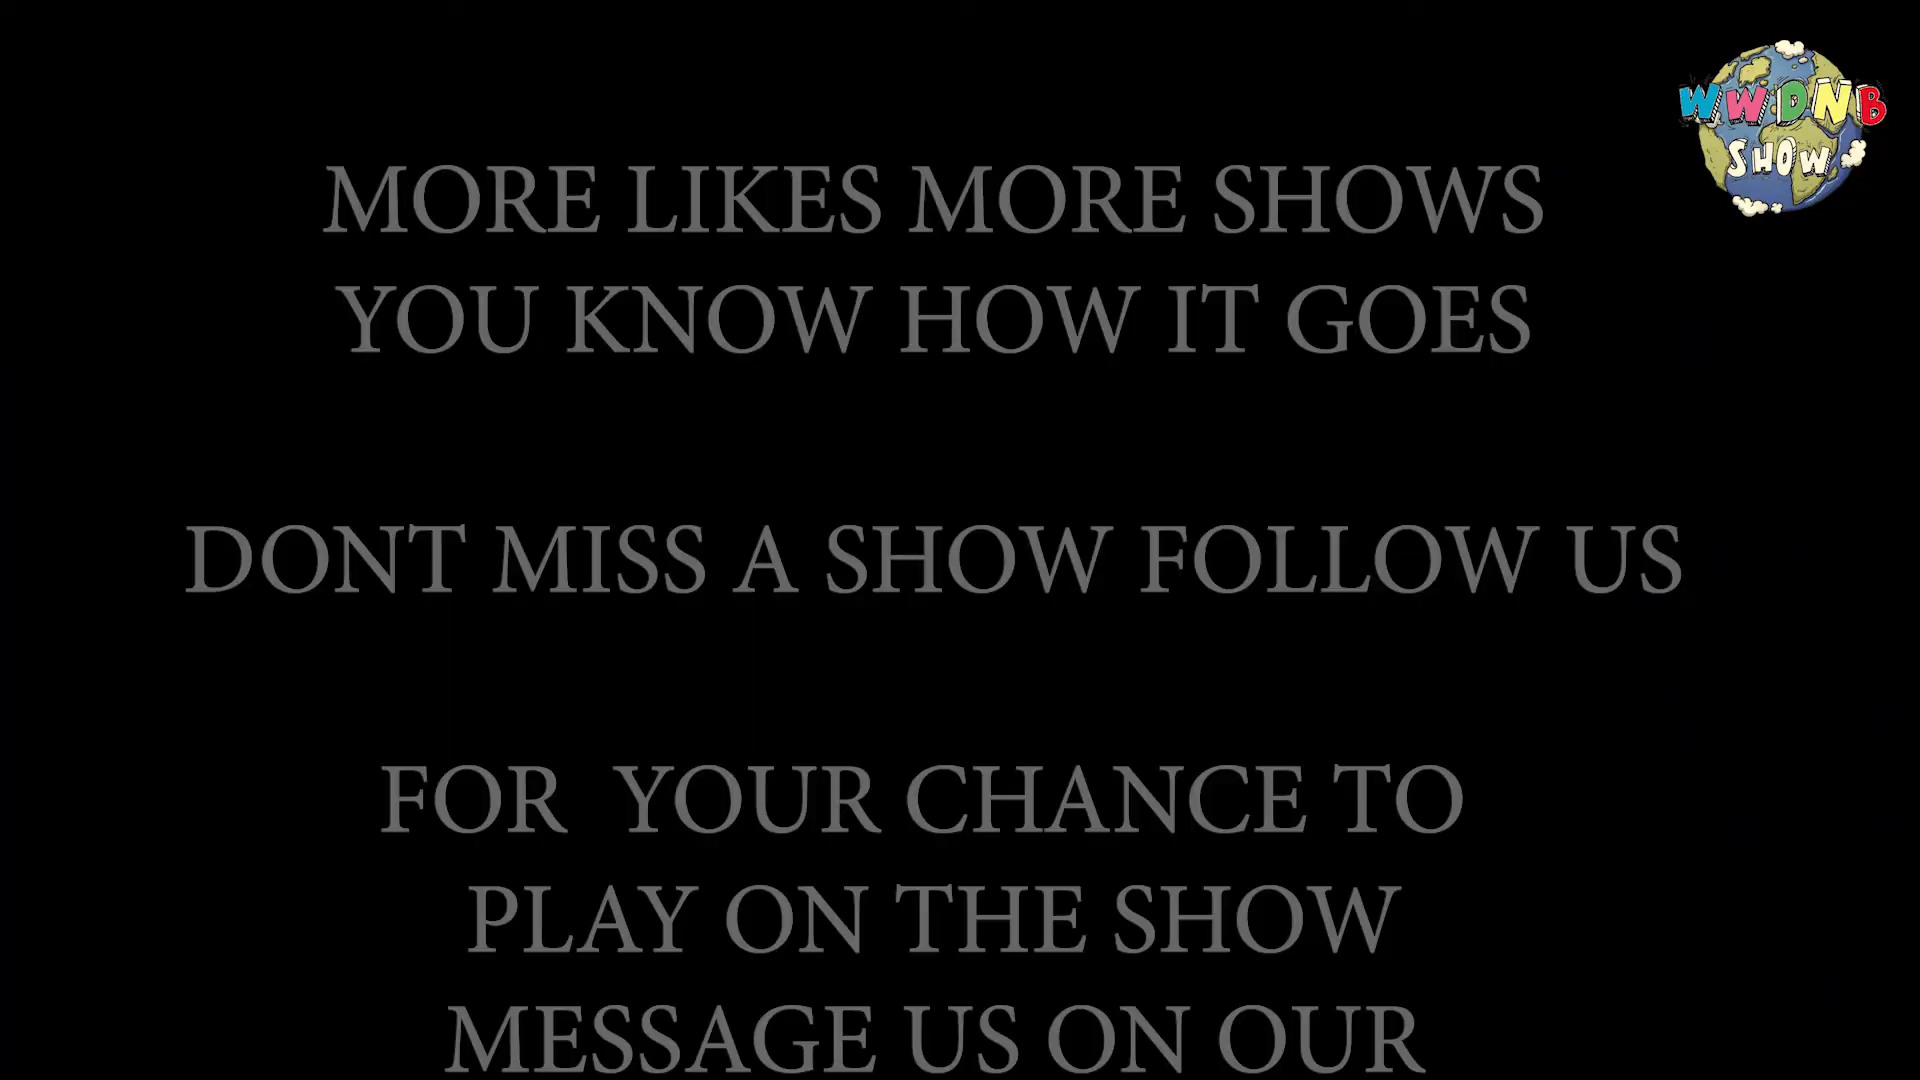 WWDNB
SHOW
MORE LIKES MORE SHOWS
YOU KNOW HOW IT GOES
DONT MISS A SHOW FOLLOW US
FOR  YOUR CHANCE TO
PLAY ON THE SHOW
MESSAGE US ON OUR